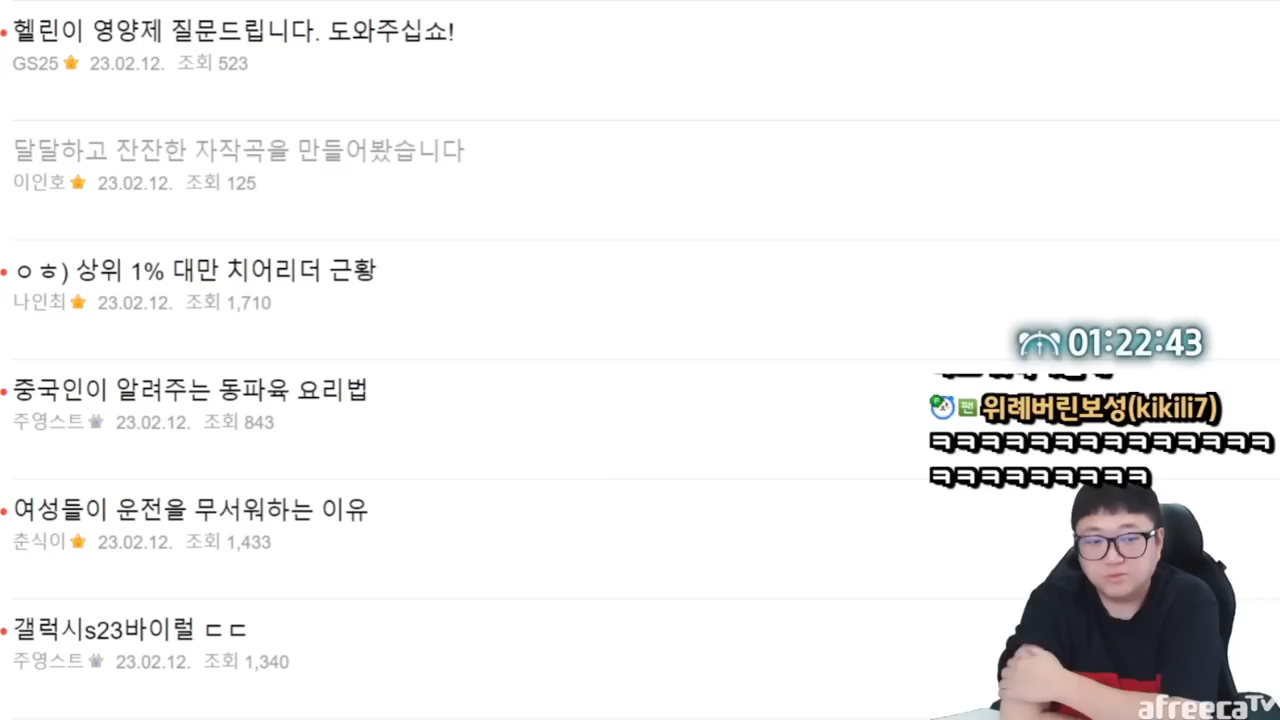 헬린이 영양제 질문드립니다. 도와주십쇼!
GS25 23.02.12. 조회 523
달달하고 잔잔한 자작곡을 만들어봤습니다
이인호 23.02.12. 조회 125
ㅇㅎ) 상위 1% 대만 치어리더 근황
나인최 23.02.12. 조회 1,710
01:22:43
중국인이 알려주는 동파육 요리법
주영스트 23.02.12. 조회 843
팬 위례버린보성(kikili7)
ㅋㅋㅋㅋㅋㅋㅋㅋㅋㅋㅋㅋㅋㅋ
ㅋㅋㅋㅋㅋㅋㅋㅋㅋ
여성들이 운전을 무서워하는 이유
춘식이 23.02.12. 조회 1,433
갤럭시s23바이럴 ㄷㄷ
주영스트 23.02.12. 조회 1,340
afreecaTV